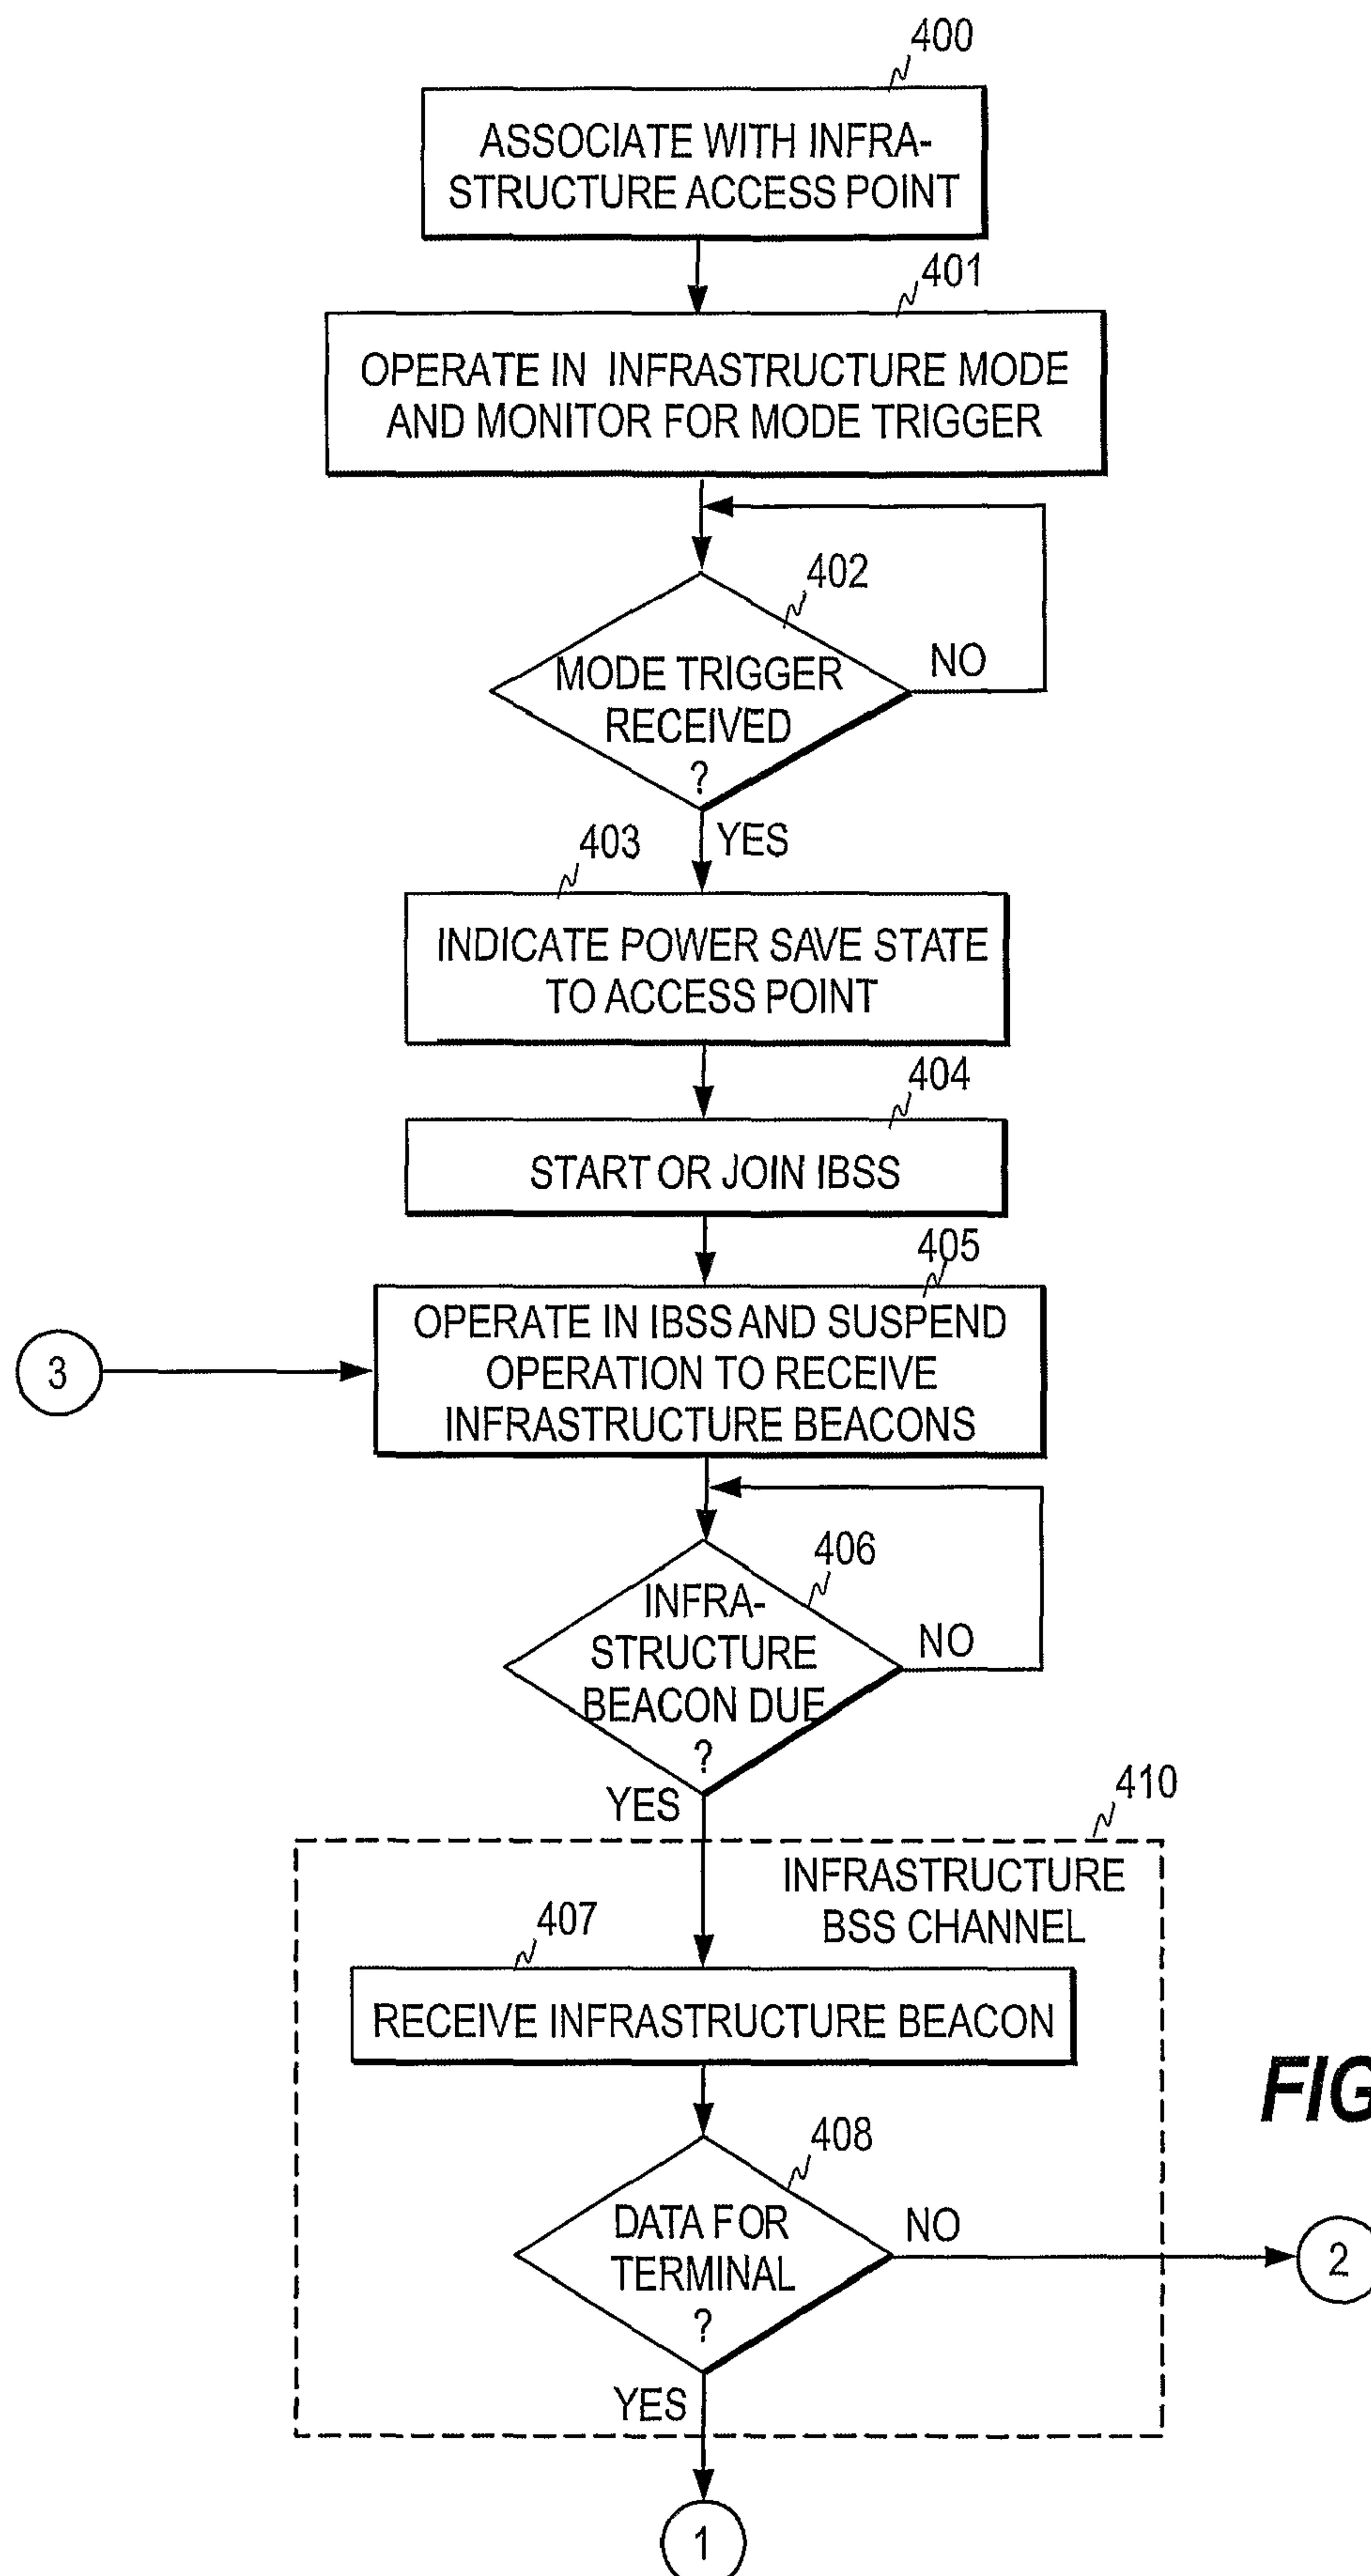 400
ASSOCIATE WITH INFRA-
STRUCTURE ACCESS POINT
401
OPERATE IN INFRASTRUCTURE MODE
AND MONITOR FOR MODE TRIGGER
402
MODE TRIGGER
RECEIVED
?
NO
YES
403
INDICATE POWER SAVE STATE
TO ACCESS POINT
404
START OR JOIN IBSS
405
OPERATE IN IBSS AND SUSPEND
OPERATION TO RECEIVE
INFRASTRUCTURE BEACONS
3
406
INFRA-
STRUCTURE
BEACON DUE
?
NO
YES
410
INFRASTRUCTURE
BSS CHANNEL
407
RECEIVE INFRASTRUCTURE BEACON
FIG
408
DATA FOR
TERMINAL
?
NO
2
YES
1